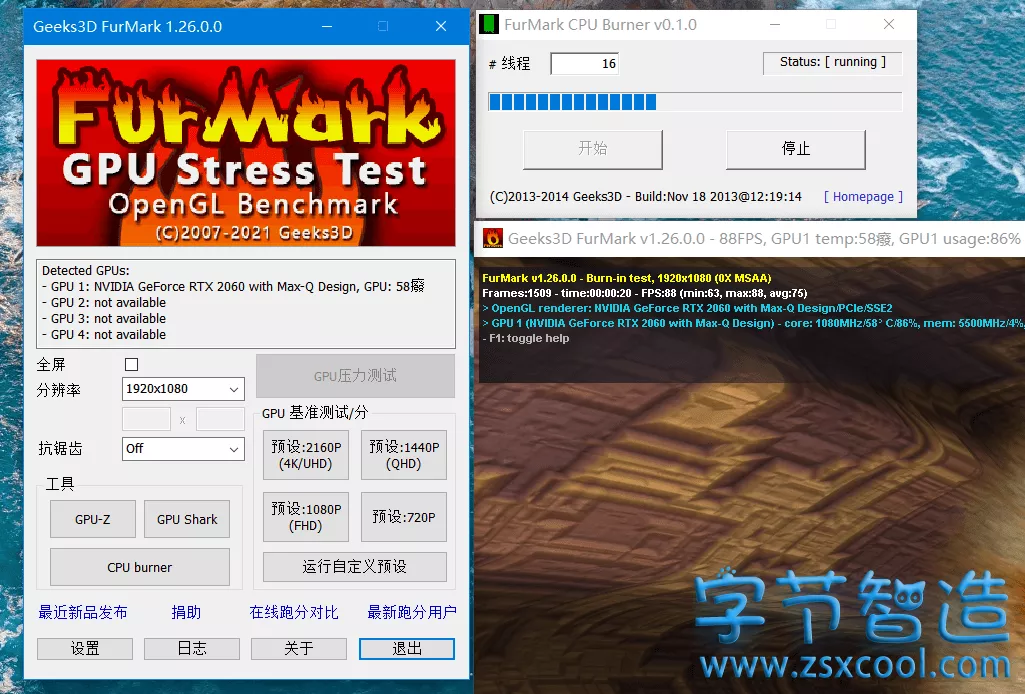 Geeks3D FurMark 1.26.0.0
FurMark
GPU Stress Test
OpenGL Benchmark
(C)2007-2021 Geeks3D
Detected GPUs:
- GPU 1: NVIDIA GeForce RTX 2060 with Max-Q Design, GPU: 58癈
- GPU 2: not available
- GPU 3: not available
- GPU 4: not available
全屏
分辨率
1920x1080
x
抗锯齿
Off
GPU压力测试
GPU 基准测试/分
预设:2160P
(4K/UHD)
预设:1440P
(QHD)
预设:1080P
(FHD)
预设:720P
运行自定义预设
工具
GPU-Z
GPU Shark
CPU burner
最近新品发布
捐助
在线跑分对比
最新跑分用户
设置
日志
关于
退出
FurMark CPU Burner v0.1.0
# 线程
16
Status: [ running ]
开始
停止
(C)2013-2014 Geeks3D - Build:Nov 18 2013@12:19:14
[ Homepage ]
Geeks3D FurMark v1.26.0.0 - 88FPS, GPU1 temp:58癈, GPU1 usage:86%
FurMark v1.26.0.0 - Burn-in test, 1920x1080 (0X MSAA)
Frames:1509 - time:00:00:20 - FPS:88 (min:63, max:88, avg:75)
> OpenGL renderer: NVIDIA GeForce RTX 2060 with Max-Q Design/PCIe/SSE2
> GPU 1 (NVIDIA GeForce RTX 2060 with Max-Q Design) - core: 1080MHz/58° C/86%, mem: 5500MHz/4%,
- F1: toggle help
字节智造
www.zsxcool.com